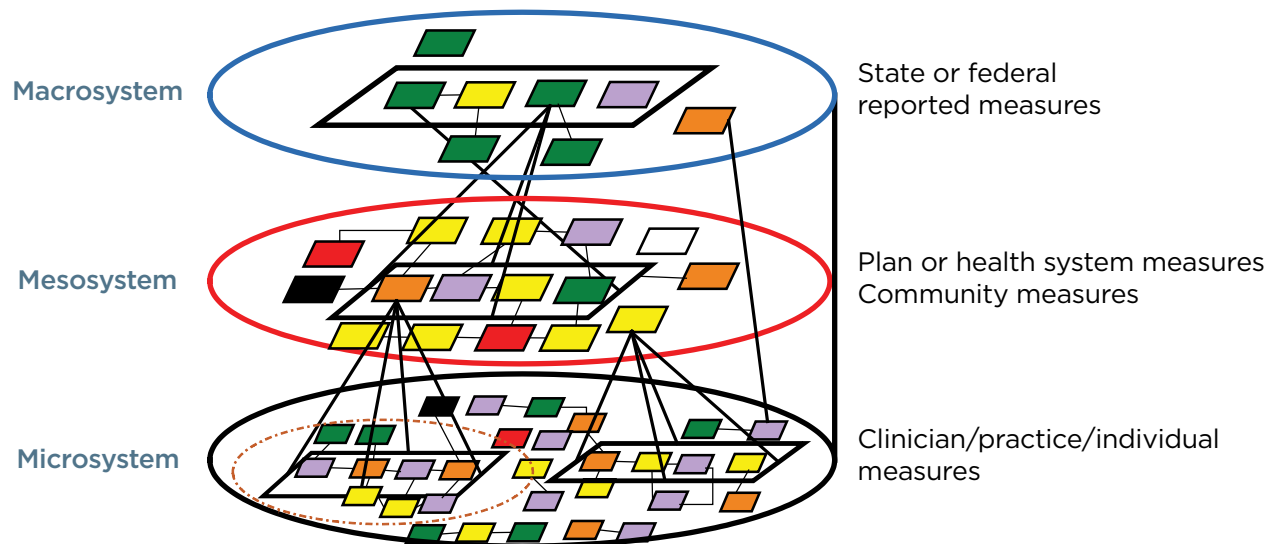 Macrosystem
State or federal
reported measures
Mesosystem
Plan or health system measures
Community measures
Microsystem
Clinician/practice/individual
measures